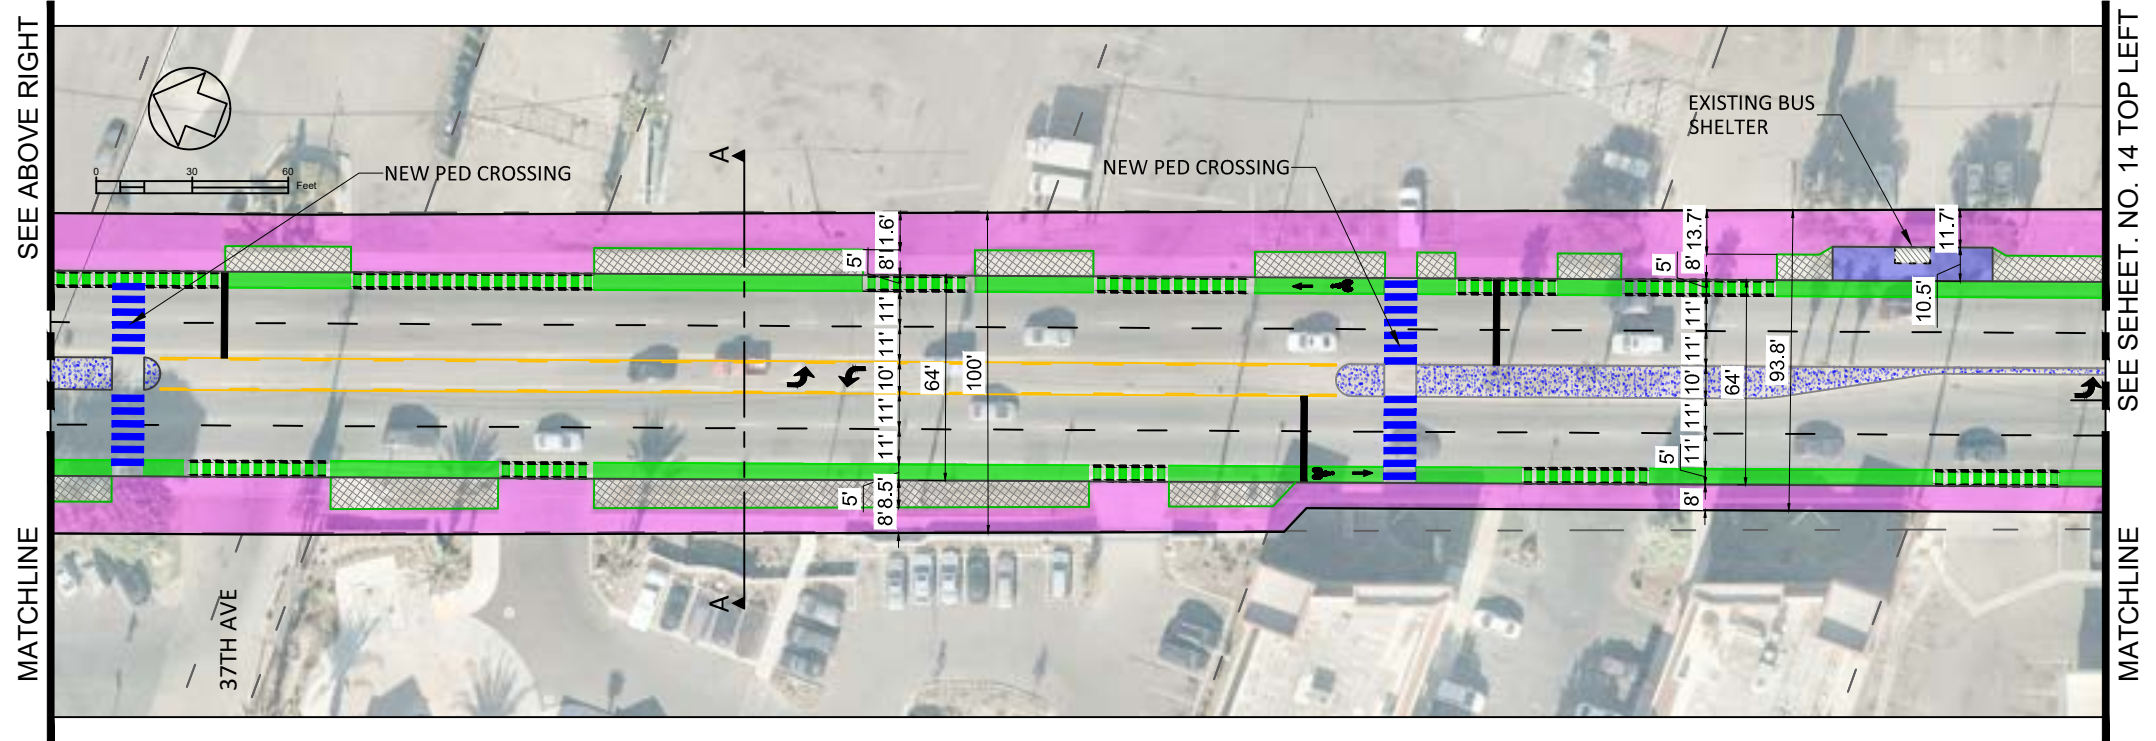 SEE ABOVE RIGHT
MATCHLINE
0 30 60
Feet
NEW PED CROSSING
A
A
37TH AVE
5'
8'
11.6'
11'
11'
10'
11'
11'
64'
100'
5'
8'
8.5'
NEW PED CROSSING
EXISTING BUS
SHELTER
5'
8'
13.7'
11'
11'
10'
11'
11'
64'
93.8'
5'
8'
11.7'
10.5'
SEE SEHEET. NO. 14 TOP LEFT
MATCHLINE